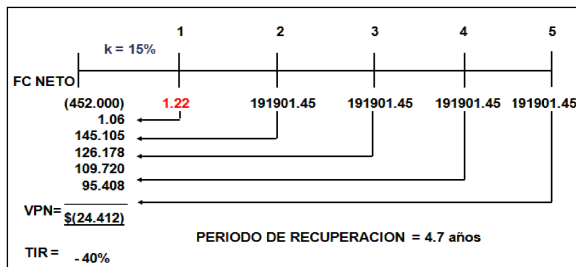 1 2 3 4 5
k = 15%
FC NETO
(452.000) 1.22 191901.45 191901.45 191901.45 191901.45
1.06
145.105
126.178
109.720
95.408
VPN= $(24.412)
PERIODO DE RECUPERACION = 4.7 años
TIR = - 40%